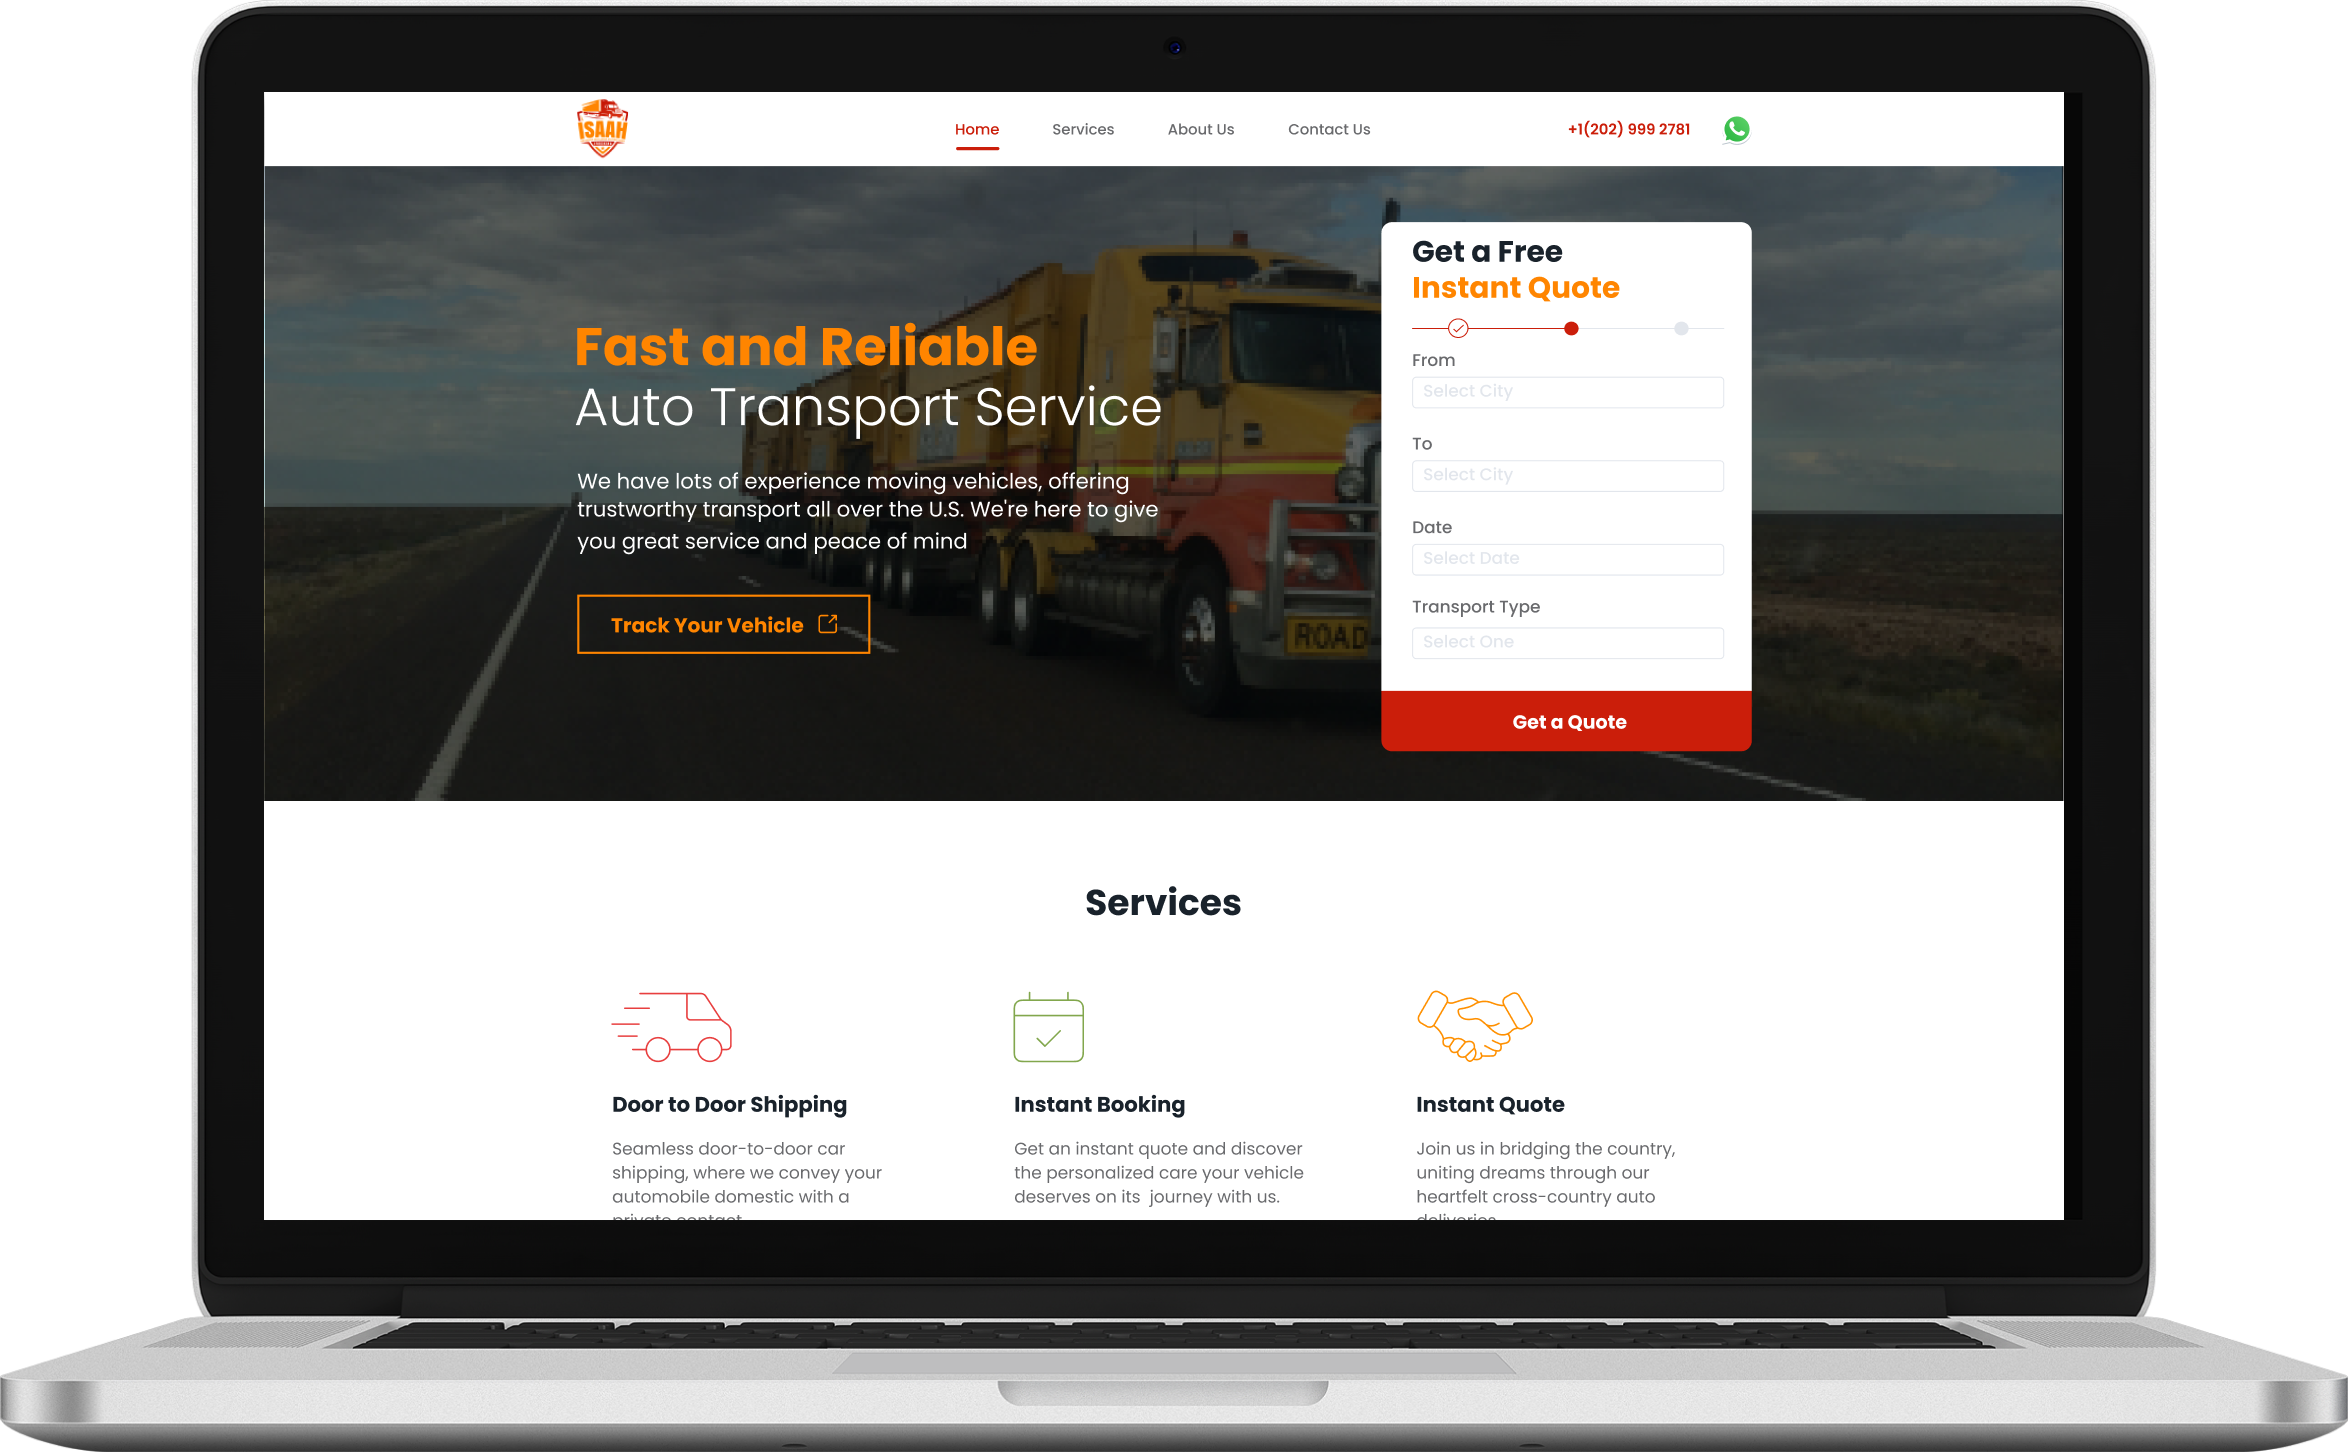 ISAAH
Home
Services
About Us
Contact Us
+1(202) 999 2781
Fast and Reliable
Auto Transport Service
We have lots of experience moving vehicles, offering
trustworthy transport all over the U.S. We're here to give
you great service and peace of mind
Track Your Vehicle
ROAD
Get a Free
Instant Quote
From
Select City
To
Select City
Date
Select Date
Transport Type
Select One
Get a Quote
Services
Door to Door Shipping
Seamless door-to-door car
shipping, where we convey your
automobile domestic with a
private contact
Instant Booking
Get an instant quote and discover
the personalized care your vehicle
deserves on its  journey with us.
Instant Quote
Join us in bridging the country,
uniting dreams through our
heartfelt cross-country auto
deliveries